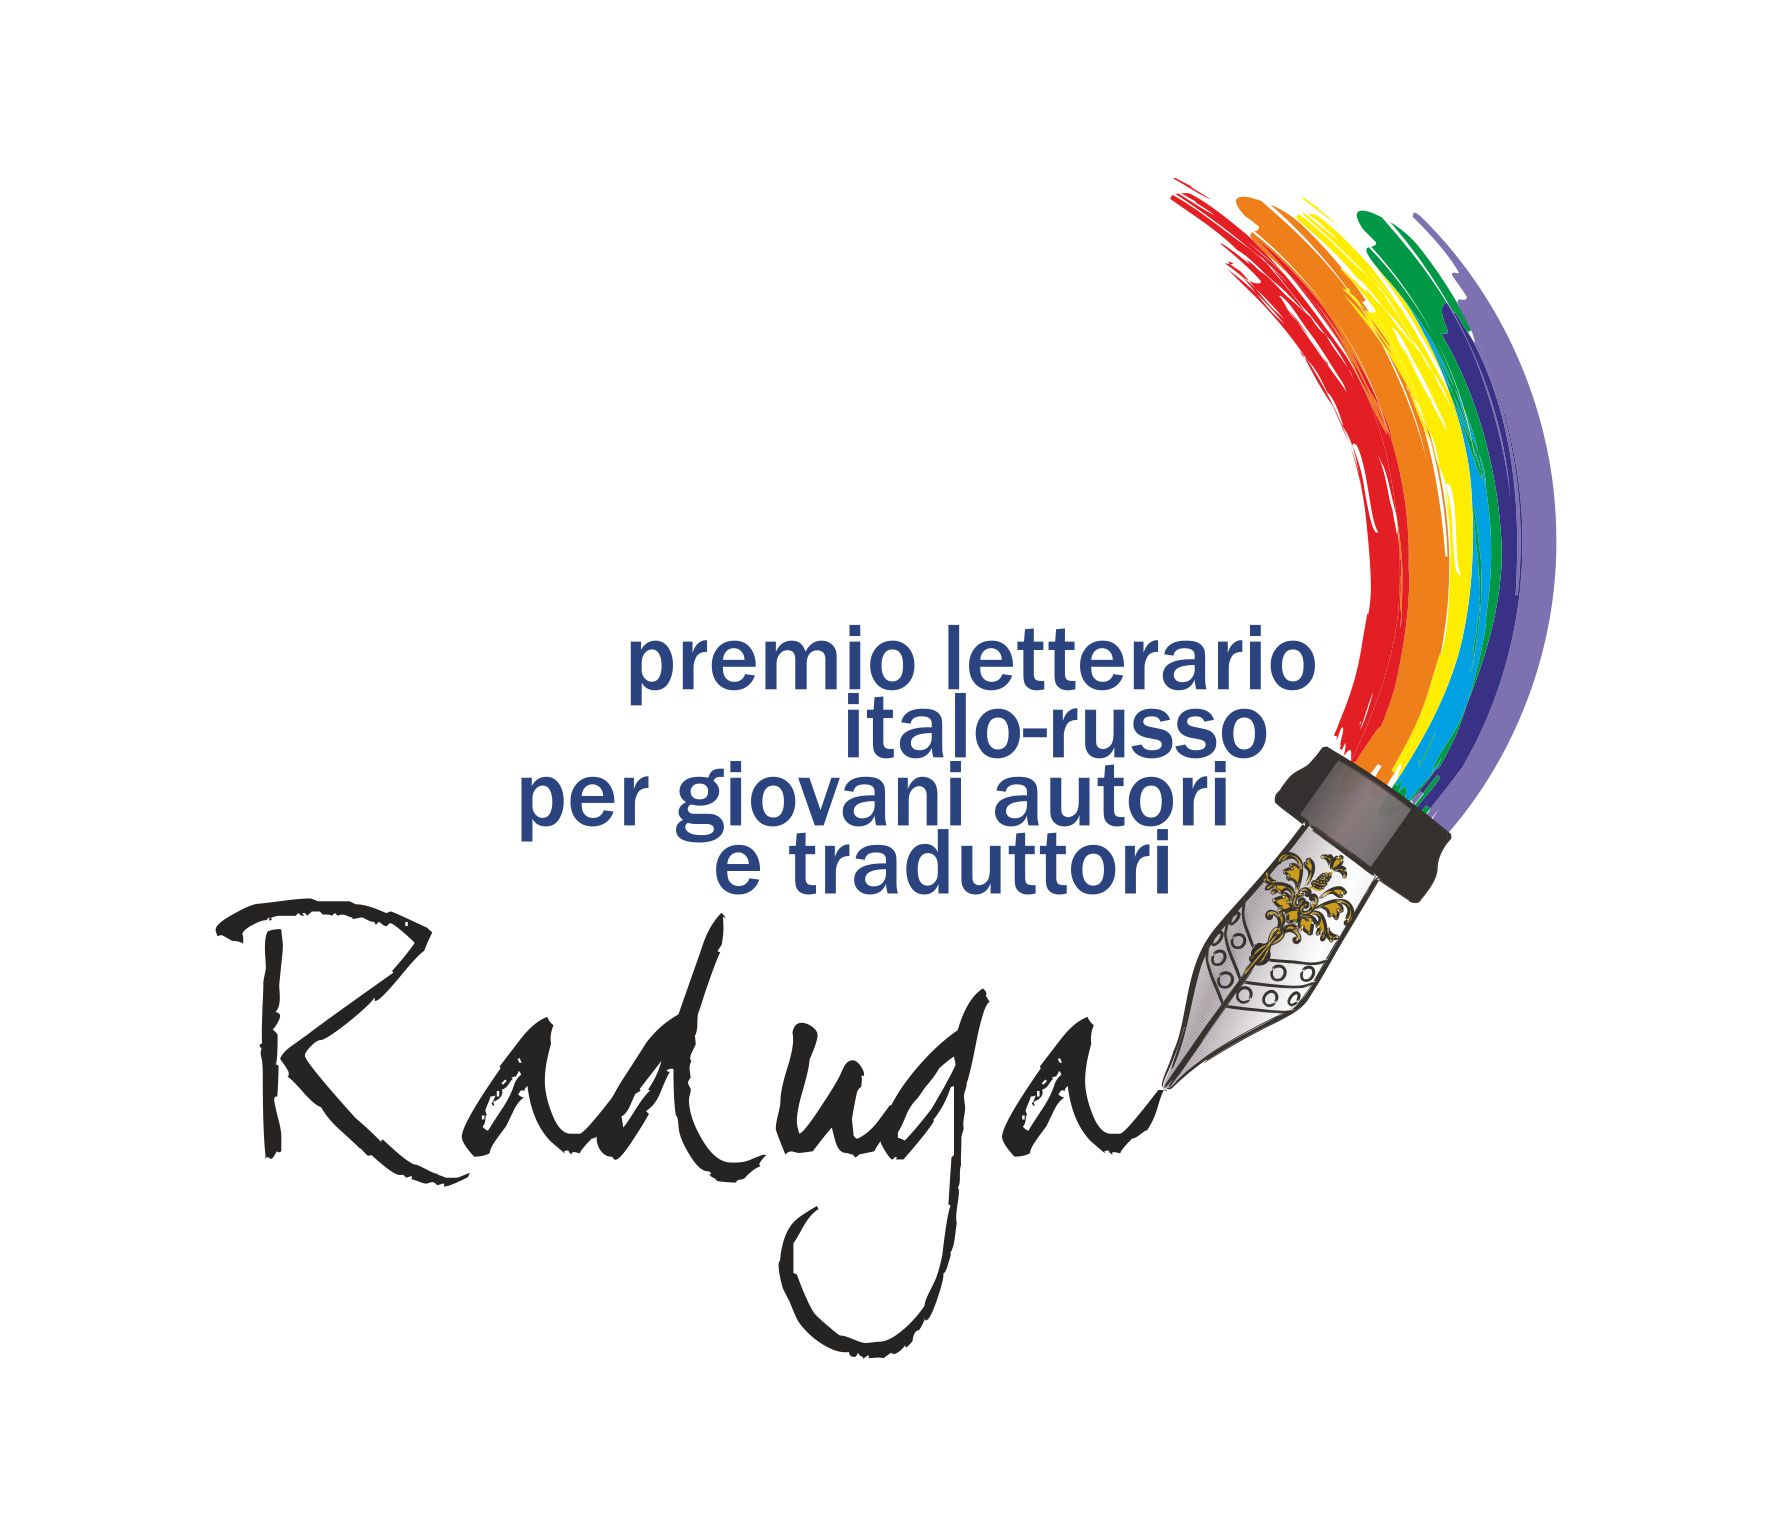 premio letterario
italo-russo
per giovani autori
e traduttori
Raduga